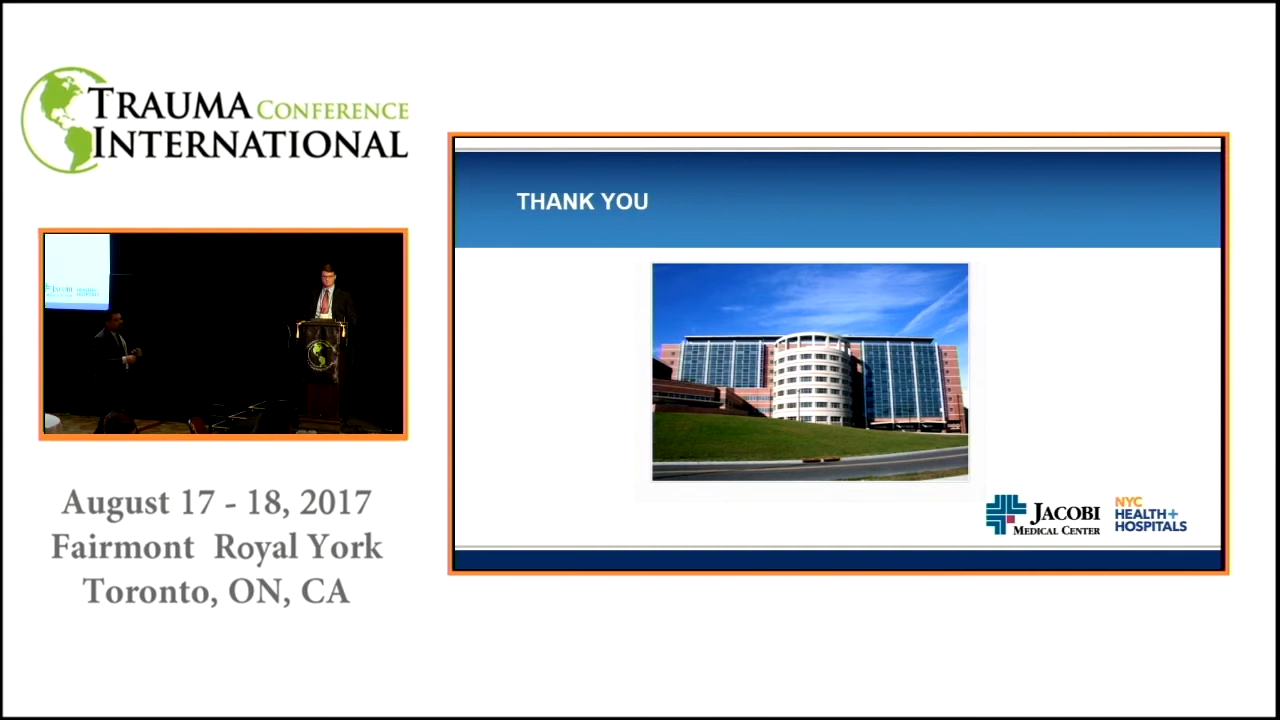 TRAUMA CONFERENCE
INTERNATIONAL
August 17 - 18, 2017
Fairmont Royal York
Toronto, ON, CA
THANK YOU
JACOBI
MEDICAL CENTER
NYC
HEALTH+
HOSPITALS
JACOBI